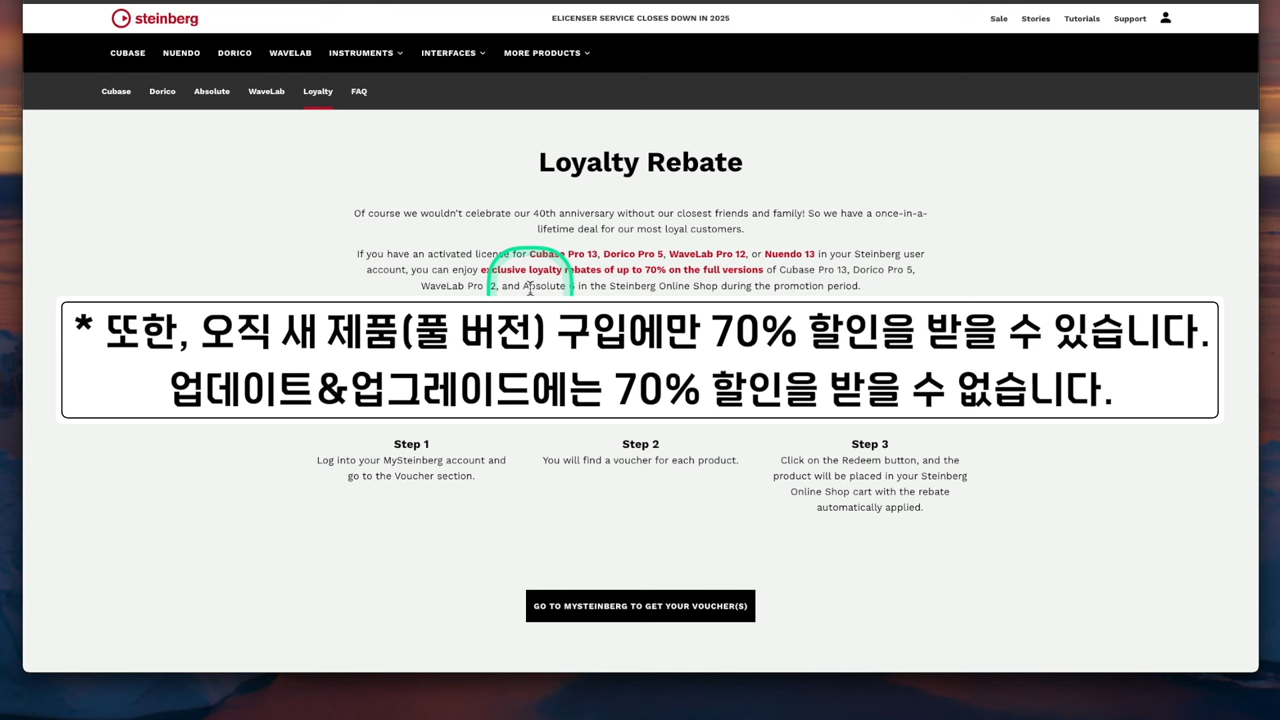 steinberg
ELICENSER SERVICE CLOSES DOWN IN 2025
Sale Stories Tutorials Support
CUBASE NUENDO DORICO WAVELAB INSTRUMENTS INTERFACES MORE PRODUCTS
Cubase Dorico Absolute WaveLab Loyalty FAQ
Loyalty Rebate
Of course we wouldn't celebrate our 40th anniversary without our closest friends and family! So we have a once-in-a-
lifetime deal for our most loyal customers.
If you have an activated license for Cubase Pro 13, Dorico Pro 5, WaveLab Pro 12, or Nuendo 13 in your Steinberg user
account, you can enjoy exclusive loyalty rebates of up to 70% on the full versions of Cubase Pro 13, Dorico Pro 5,
WaveLab Pro 12, and Absolute in the Steinberg Online Shop during the promotion period.
* 또한, 오직 새 제품(풀 버전) 구입에만 70% 할인을 받을 수 있습니다.
업데이트&업그레이드에는 70% 할인을 받을 수 없습니다.
Step 1
Log into your MySteinberg account and
go to the Voucher section.
Step 2
You will find a voucher for each product.
Step 3
Click on the Redeem button, and the
product will be placed in your Steinberg
Online Shop cart with the rebate
automatically applied.
GO TO MYSTEINBERG TO GET YOUR VOUCHER(S)